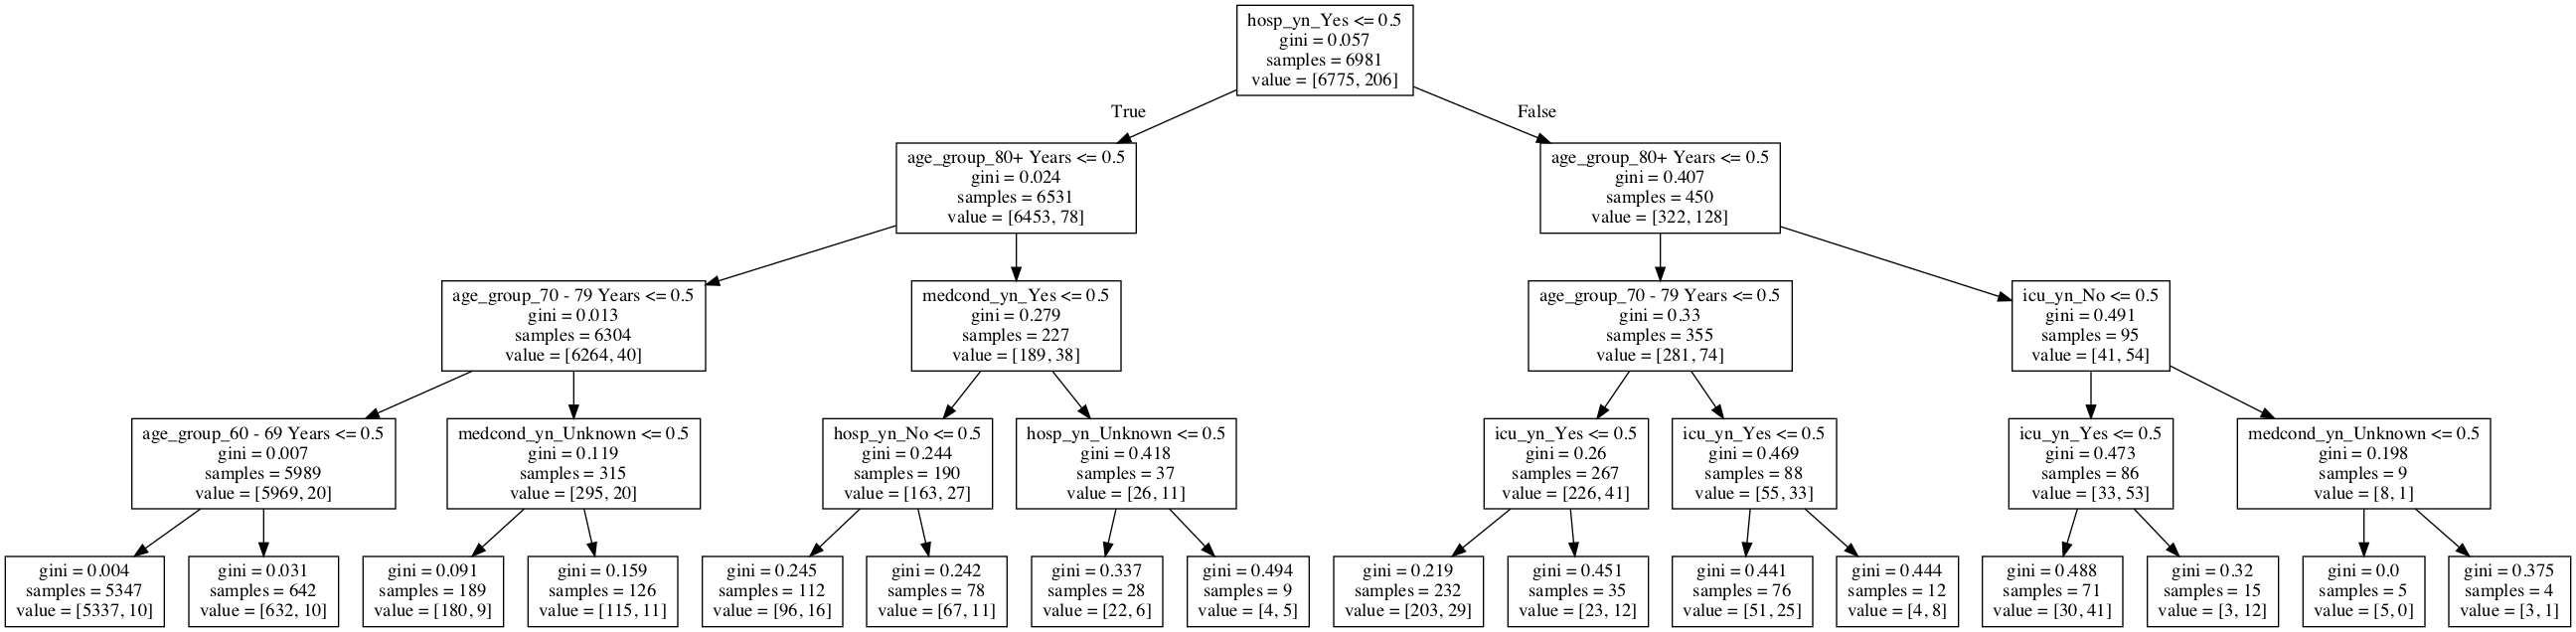 hosp_yn_Yes <= 0.5
gini = 0.057
samples = 6981
value = [6775, 206]
True
False
age_group_80+ Years <= 0.5
gini = 0.024
samples = 6531
value = [6453, 78]
age_group_80+ Years <= 0.5
gini = 0.407
samples = 450
value = [322, 128]
age_group_70 - 79 Years <= 0.5
gini = 0.013
samples = 6304
value = [6264, 40]
medcond_yn_Yes <= 0.5
gini = 0.279
samples = 227
value = [189, 38]
age_group_70 - 79 Years <= 0.5
gini = 0.33
samples = 355
value = [281, 74]
icu_yn_No <= 0.5
gini = 0.491
samples = 95
value = [41, 54]
age_group_60 - 69 Years <= 0.5
gini = 0.007
samples = 5989
value = [5969, 20]
medcond_yn_Unknown <= 0.5
gini = 0.119
samples = 315
value = [295, 20]
hosp_yn_No <= 0.5
gini = 0.244
samples = 190
value = [163, 27]
hosp_yn_Unknown <= 0.5
gini = 0.418
samples = 37
value = [26, 11]
icu_yn_Yes <= 0.5
gini = 0.26
samples = 267
value = [226, 41]
icu_yn_Yes <= 0.5
gini = 0.469
samples = 88
value = [55, 33]
icu_yn_Yes <= 0.5
gini = 0.473
samples = 86
value = [33, 53]
medcond_yn_Unknown <= 0.5
gini = 0.198
samples = 9
value = [8, 1]
gini = 0.004
samples = 5347
value = [5337, 10]
gini = 0.031
samples = 642
value = [632, 10]
gini = 0.091
samples = 189
value = [180, 9]
gini = 0.159
samples = 126
value = [115, 11]
gini = 0.245
samples = 112
value = [96, 16]
gini = 0.242
samples = 78
value = [67, 11]
gini = 0.337
samples = 28
value = [22, 6]
gini = 0.494
samples = 9
value = [4, 5]
gini = 0.219
samples = 232
value = [203, 29]
gini = 0.451
samples = 35
value = [23, 12]
gini = 0.441
samples = 76
value = [51, 25]
gini = 0.444
samples = 12
value = [4, 8]
gini = 0.488
samples = 71
value = [30, 41]
gini = 0.32
samples = 15
value = [3, 12]
gini = 0.0
samples = 5
value = [5, 0]
gini = 0.375
samples = 4
value = [3, 1]